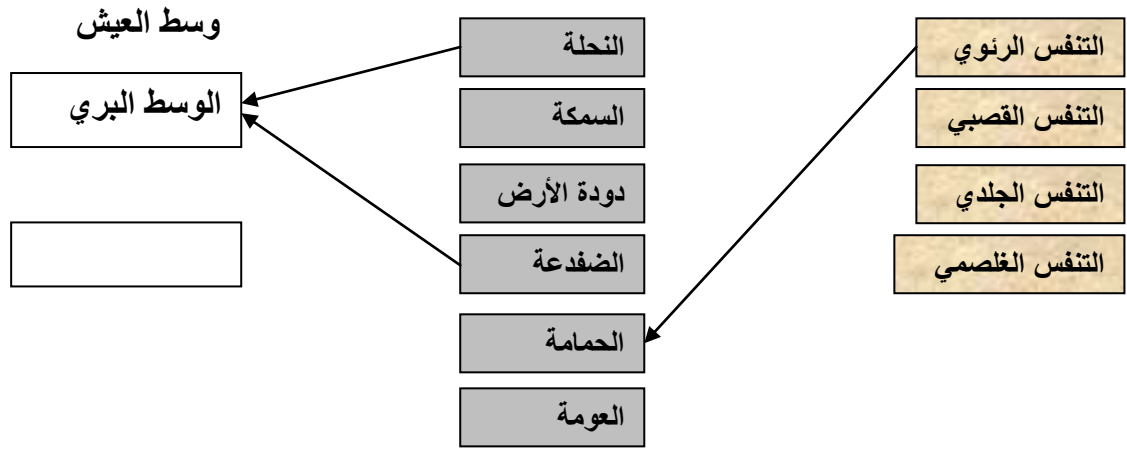 وسط العيش
التنفس الرئوي
النحلة
الوسط البري
التنفس القصبي
السمكة
التنفس الجلدي
دودة الأرض
التنفس الغلصمي
الضفدعة
الحمامة
العومة